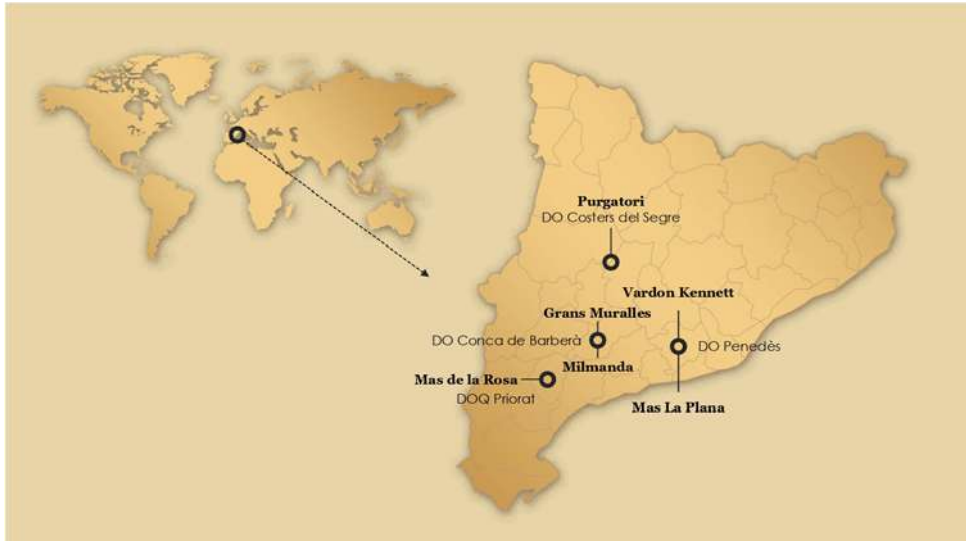 Purgatori
DO Costers del Segre
Vardon Kennett
Grans Muralles
DO Conca de Barberà
DO Penedès
Milmanda
Mas de la Rosa
DOQ Priorat
Mas La Plana